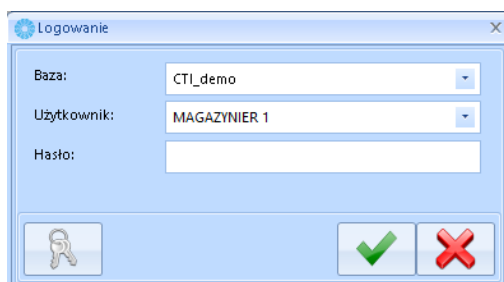 Logowanie
Baza:
CTI_demo
Użytkownik:
MAGAZYNIER 1
Hasło: